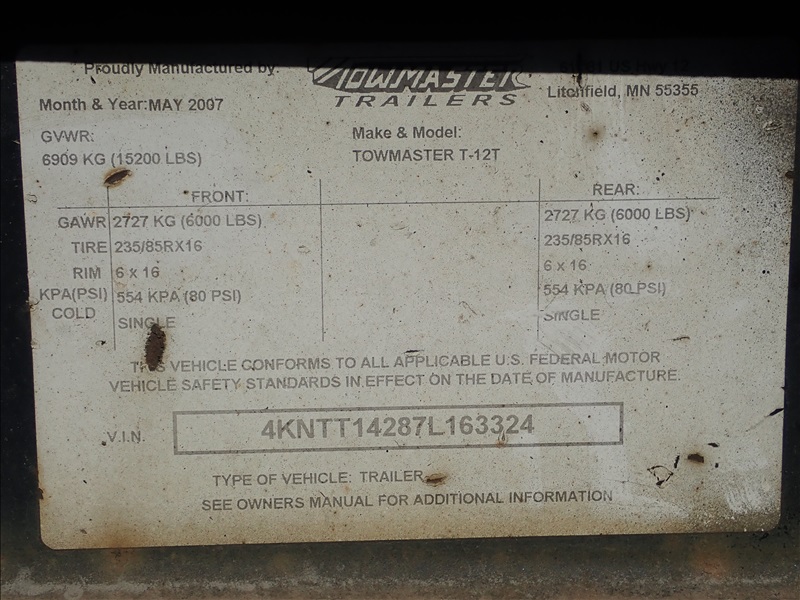 Proudly Manufactured by:
TOWMASTER
TRAILERS
US Hwy 12
Litchfield, MN 55355
Month & Year: MAY 2007
GVWR:
6909 KG (15200 LBS)
Make & Model:
TOWMASTER T-12T
FRONT: REAR:
GAWR 2727 KG (6000 LBS) 2727 KG (6000 LBS)
TIRE 235/85RX16 235/85RX16
RIM 6 x 16 6 x 16
KPA(PSI) 554 KPA (80 PSI) 554 KPA (80 PSI)
COLD SINGLE SINGLE
THIS VEHICLE CONFORMS TO ALL APPLICABLE U.S. FEDERAL MOTOR
VEHICLE SAFETY STANDARDS IN EFFECT ON THE DATE OF MANUFACTURE.
V.I.N. 4KNTT14287L163324
TYPE OF VEHICLE: TRAILER
SEE OWNERS MANUAL FOR ADDITIONAL INFORMATION